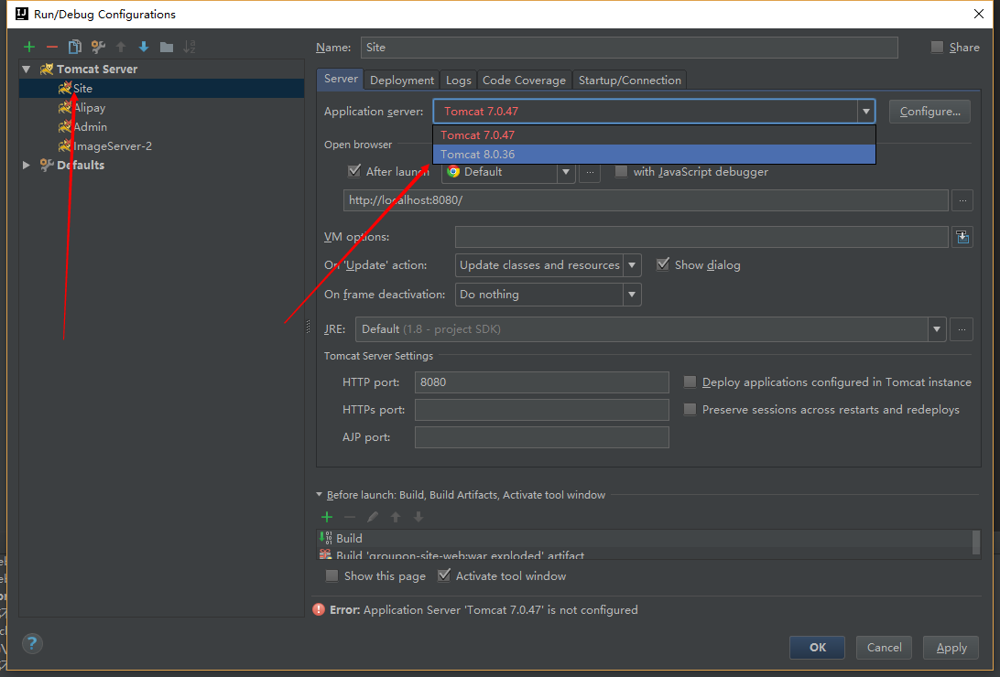 Run/Debug Configurations
Name: Site Share
Tomcat Server
Site
Alipay
Admin
ImageServer-2
Defaults
Server Deployment Logs Code Coverage Startup/Connection
Application server: Tomcat 7.0.47 Configure...
Tomcat 7.0.47
Tomcat 8.0.36
Open browser
After launch Default ... with JavaScript debugger
http://localhost:8080/ ...
VM options:
On 'Update' action: Update classes and resources Show dialog
On frame deactivation: Do nothing
JRE: Default (1.8 - project SDK) ...
Tomcat Server Settings
HTTP port: 8080 Deploy applications configured in Tomcat instance
HTTPs port: Preserve sessions across restarts and redeploys
AJP port:
Before launch: Build, Build Artifacts, Activate tool window
Build
Build 'groupon-site-web:war exploded' artifact
Show this page Activate tool window
Error: Application Server 'Tomcat 7.0.47' is not configured
? OK Cancel Apply